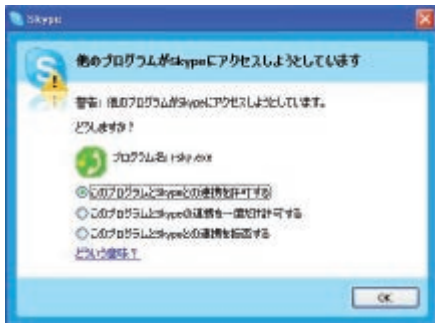 Skype
他のプログラムがskypeにアクセスしようとしています
警告: 他のプログラムがSkypeにアクセスしようとしています。
どうしますか?
プログラム名: rsky.exe
このプログラムとSkypeとの連携を許可する
このプログラムとSkypeの連携を一度だけ許可する
このプログラムとSkypeとの連携を拒否する
どういう意味?
OK